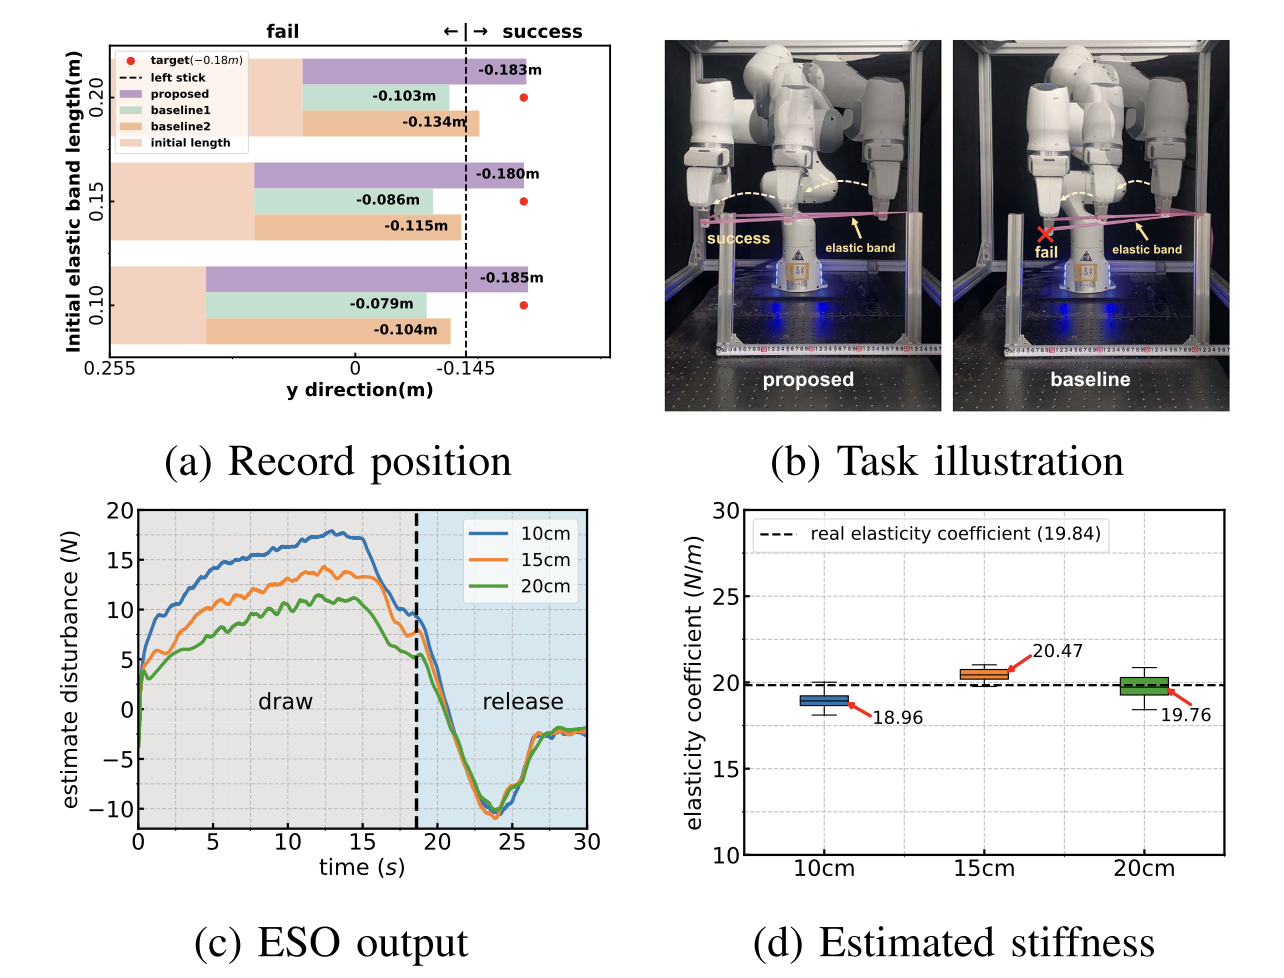 fail ← | → success
target(−0.18m)
left stick
proposed
baseline1
baseline2
initial length
-0.183m
-0.103m
-0.134m
-0.180m
-0.086m
-0.115m
-0.185m
-0.079m
-0.104m
Initial elastic band length(m)
0.20
0.15
0.10
0.255 0 -0.145
y direction(m)
(a) Record position
success
elastic band
proposed
fail
elastic band
baseline
(b) Task illustration
estimate disturbance (N)
20
15
10
5
0
−5
−10
10cm
15cm
20cm
draw
release
0 5 10 15 20 25 30
time (s)
(c) ESO output
elasticity coefficient (N/m)
30
25
20
15
10
real elasticity coefficient (19.84)
18.96
20.47
19.76
10cm 15cm 20cm
(d) Estimated stiffness